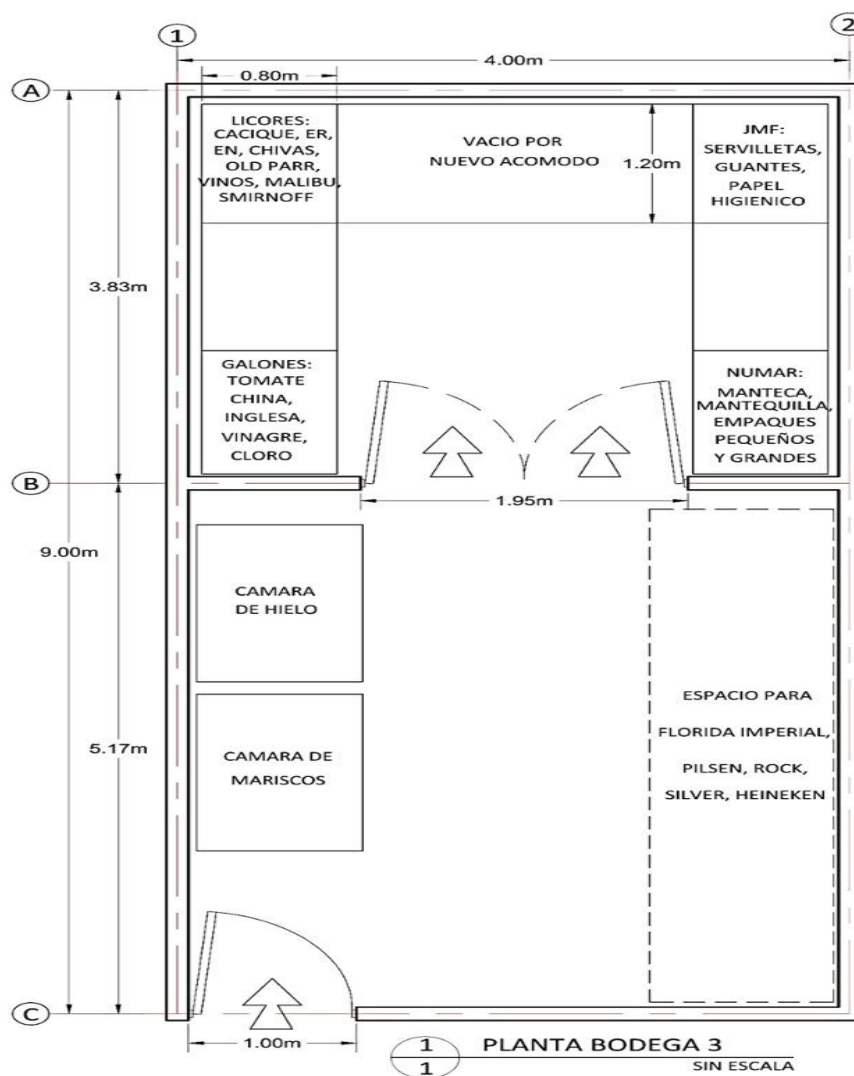 1
2
4.00m
0.80m
A
LICORES:
CACIQUE, ER,
EN, CHIVAS,
OLD PARR,
VINOS, MALIBU,
SMIRNOFF
VACIO POR
NUEVO ACOMODO
1.20m
JMF:
SERVILLETAS,
GUANTES,
PAPEL
HIGIENICO
3.83m
GALONES:
TOMATE
CHINA,
INGLESA,
VINAGRE,
CLORO
NUMAR:
MANTECA,
MANTEQUILLA,
EMPAQUES
PEQUEÑOS
Y GRANDES
B
1.95m
9.00m
CAMARA
DE HIELO
5.17m
CAMARA DE
MARISCOS
ESPACIO PARA
FLORIDA IMPERIAL,
PILSEN, ROCK,
SILVER, HEINEKEN
C
1.00m
1
1
PLANTA BODEGA 3
SIN ESCALA